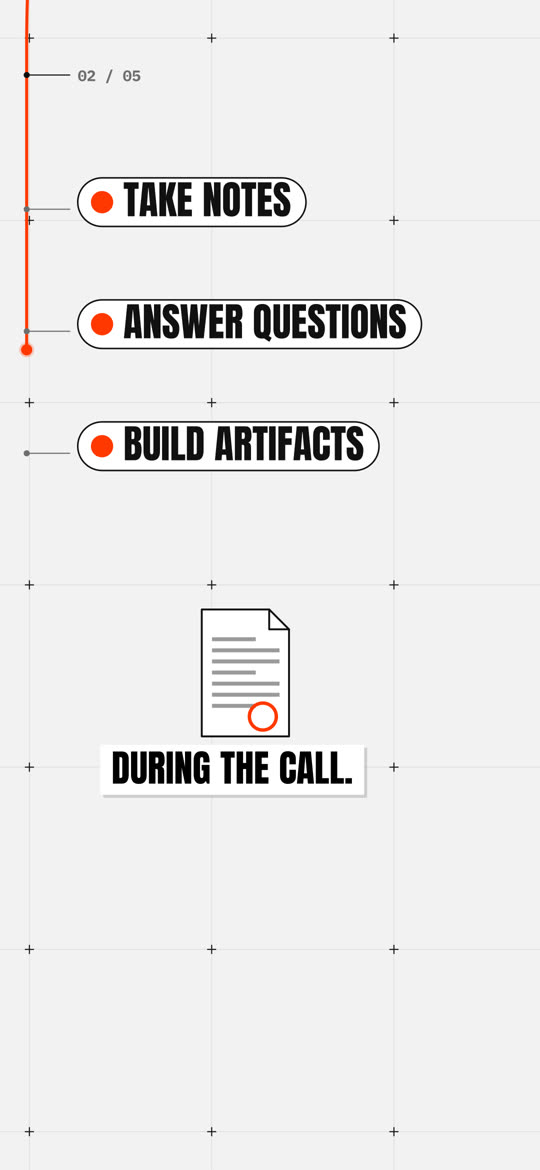 02 / 05
TAKE NOTES
ANSWER QUESTIONS
BUILD ARTIFACTS
DURING THE CALL.